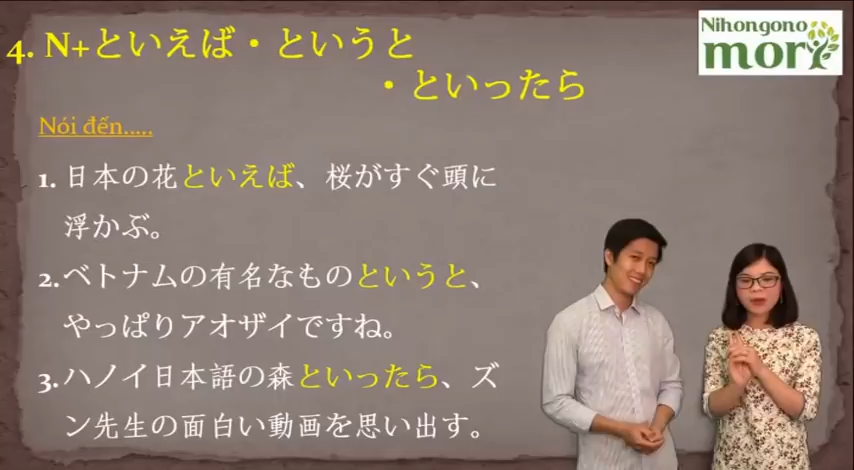 4. N+といえば・というと
・といったら
Nihongono
mori
Nói đến.....
1. 日本の花といえば、桜がすぐ頭に
浮かぶ。
2. ベトナムの有名なものというと、
やっぱりアオザイですね。
3. ハノイ日本語の森といったら、ズ
ン先生の面白い動画を思い出す。